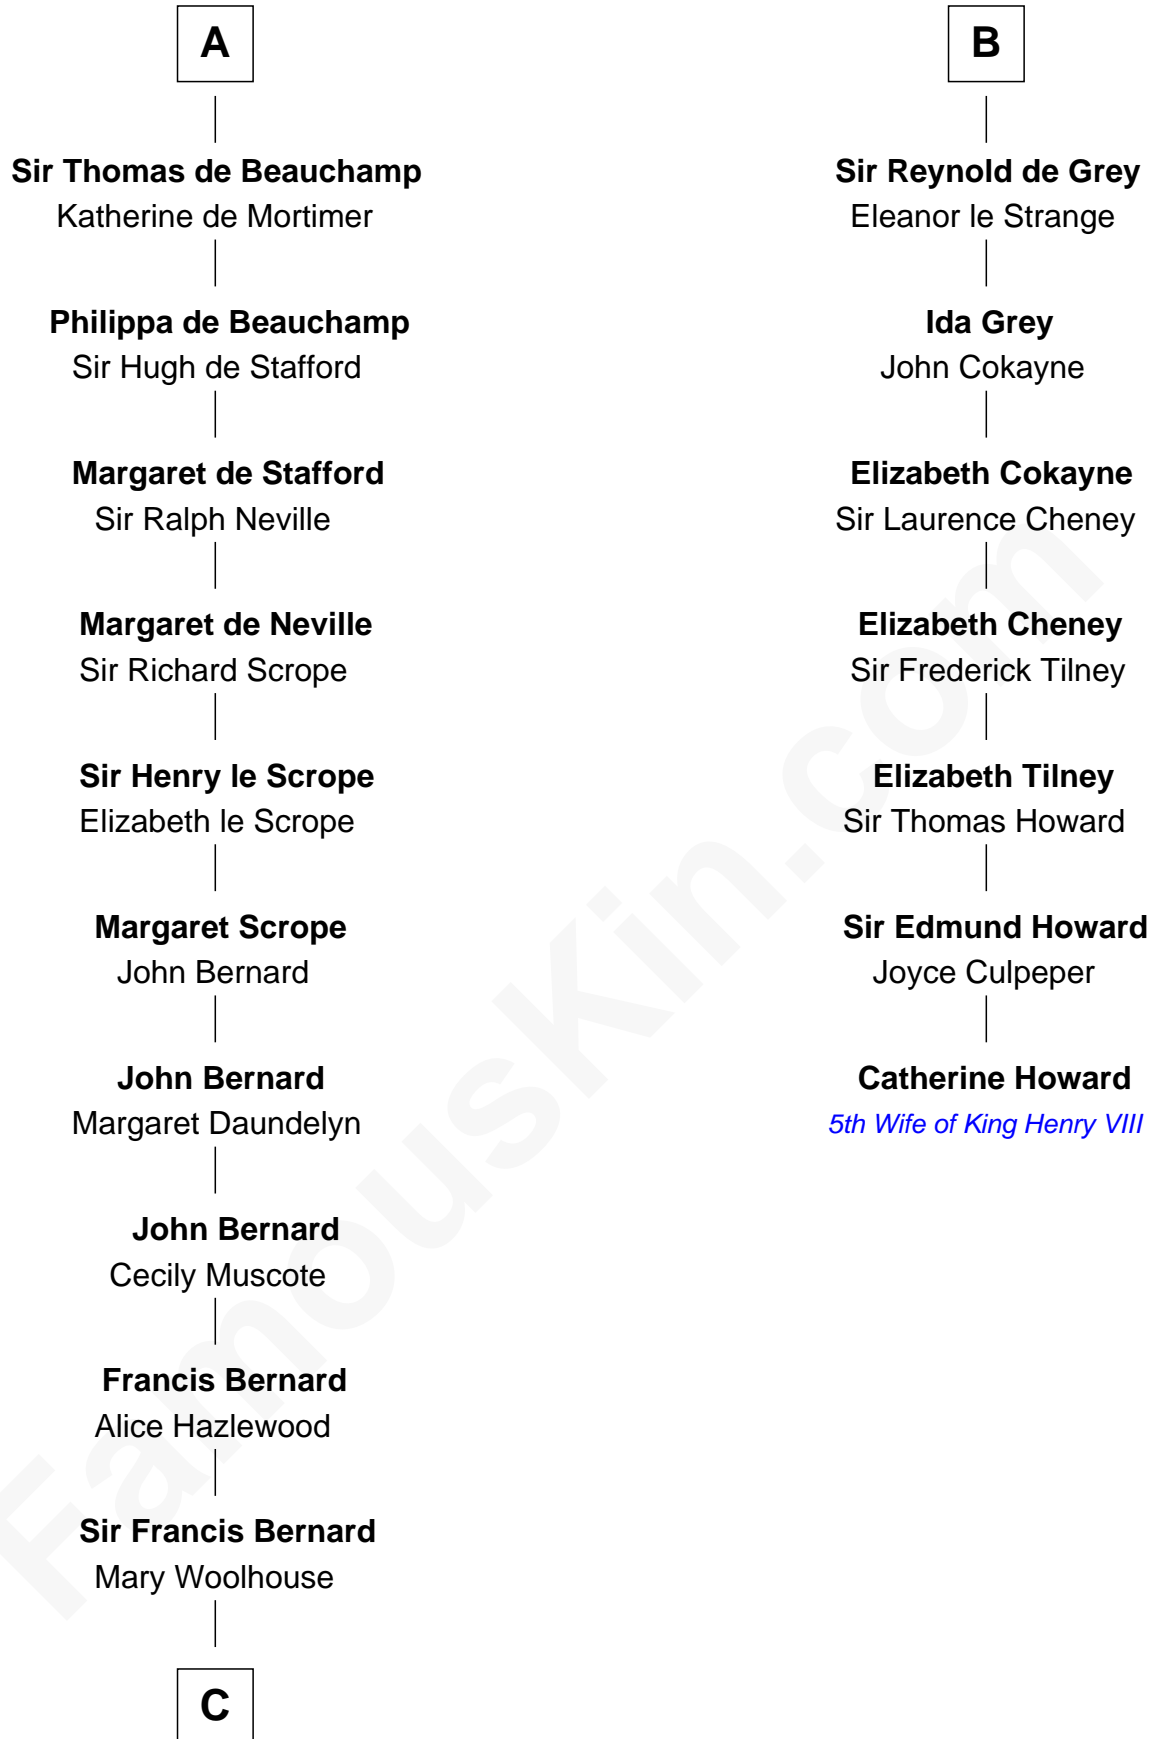 A
Sir Thomas de Beauchamp
Katherine de Mortimer
Philippa de Beauchamp
Sir Hugh de Stafford
Margaret de Stafford
Sir Ralph Neville
Margaret de Neville
Sir Richard Scrope
Sir Henry le Scrope
Elizabeth le Scrope
Margaret Scrope
John Bernard
John Bernard
Margaret Daundelyn
John Bernard
Cecily Muscote
Francis Bernard
Alice Hazlewood
Sir Francis Bernard
Mary Woolhouse
C
B
Sir Reynold de Grey
Eleanor le Strange
Ida Grey
John Cokayne
Elizabeth Cokayne
Sir Laurence Cheney
Elizabeth Cheney
Sir Frederick Tilney
Elizabeth Tilney
Sir Thomas Howard
Sir Edmund Howard
Joyce Culpeper
Catherine Howard
5th Wife of King Henry VIII
FamousKin.com